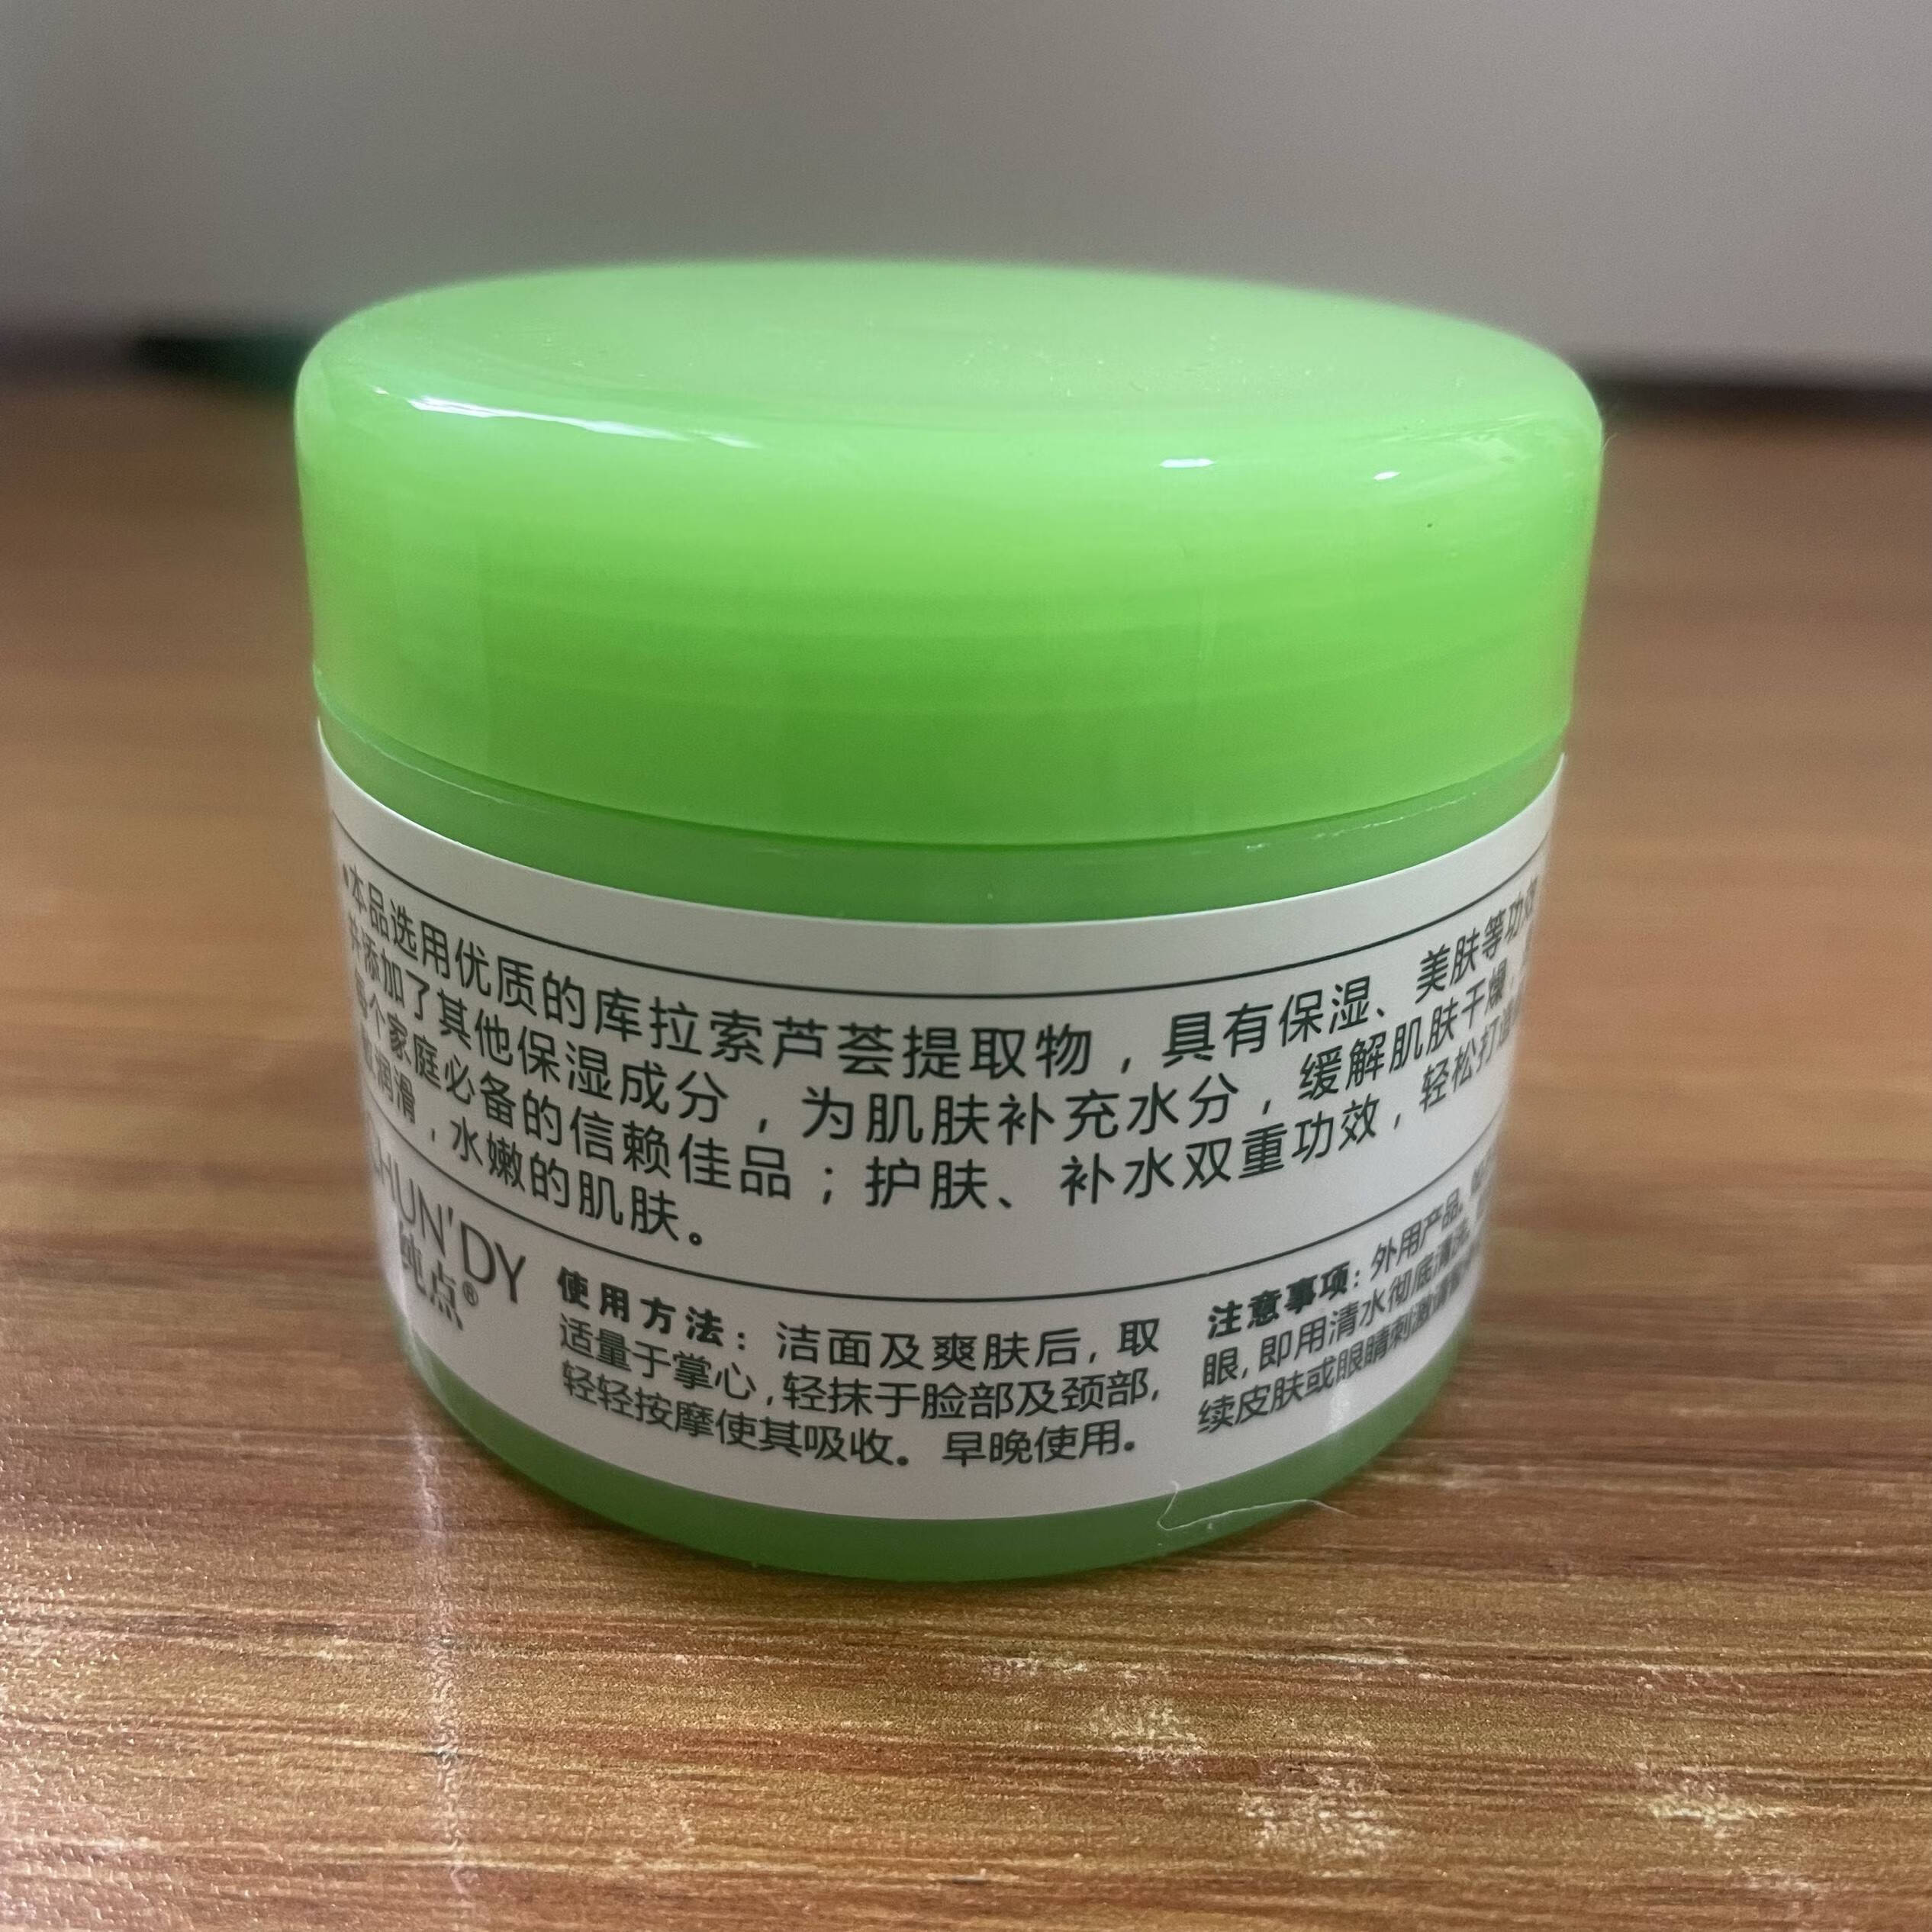 ·本品选用优质的库拉索芦荟提取物，具有保湿、美肤等功效
并添加了其他保湿成分，为肌肤补充水分，缓解肌肤干燥，
每个家庭必备的信赖佳品；护肤、补水双重功效，轻松打造
润滑，水嫩的肌肤。
CHUN'DY
纯点®
使用方法：洁面及爽肤后，取
适量于掌心，轻抹于脸部及颈部，
轻轻按摩使其吸收。早晚使用。
注意事项：外用产品。
眼，即用清水彻底清洗。
续皮肤或眼睛刺激请